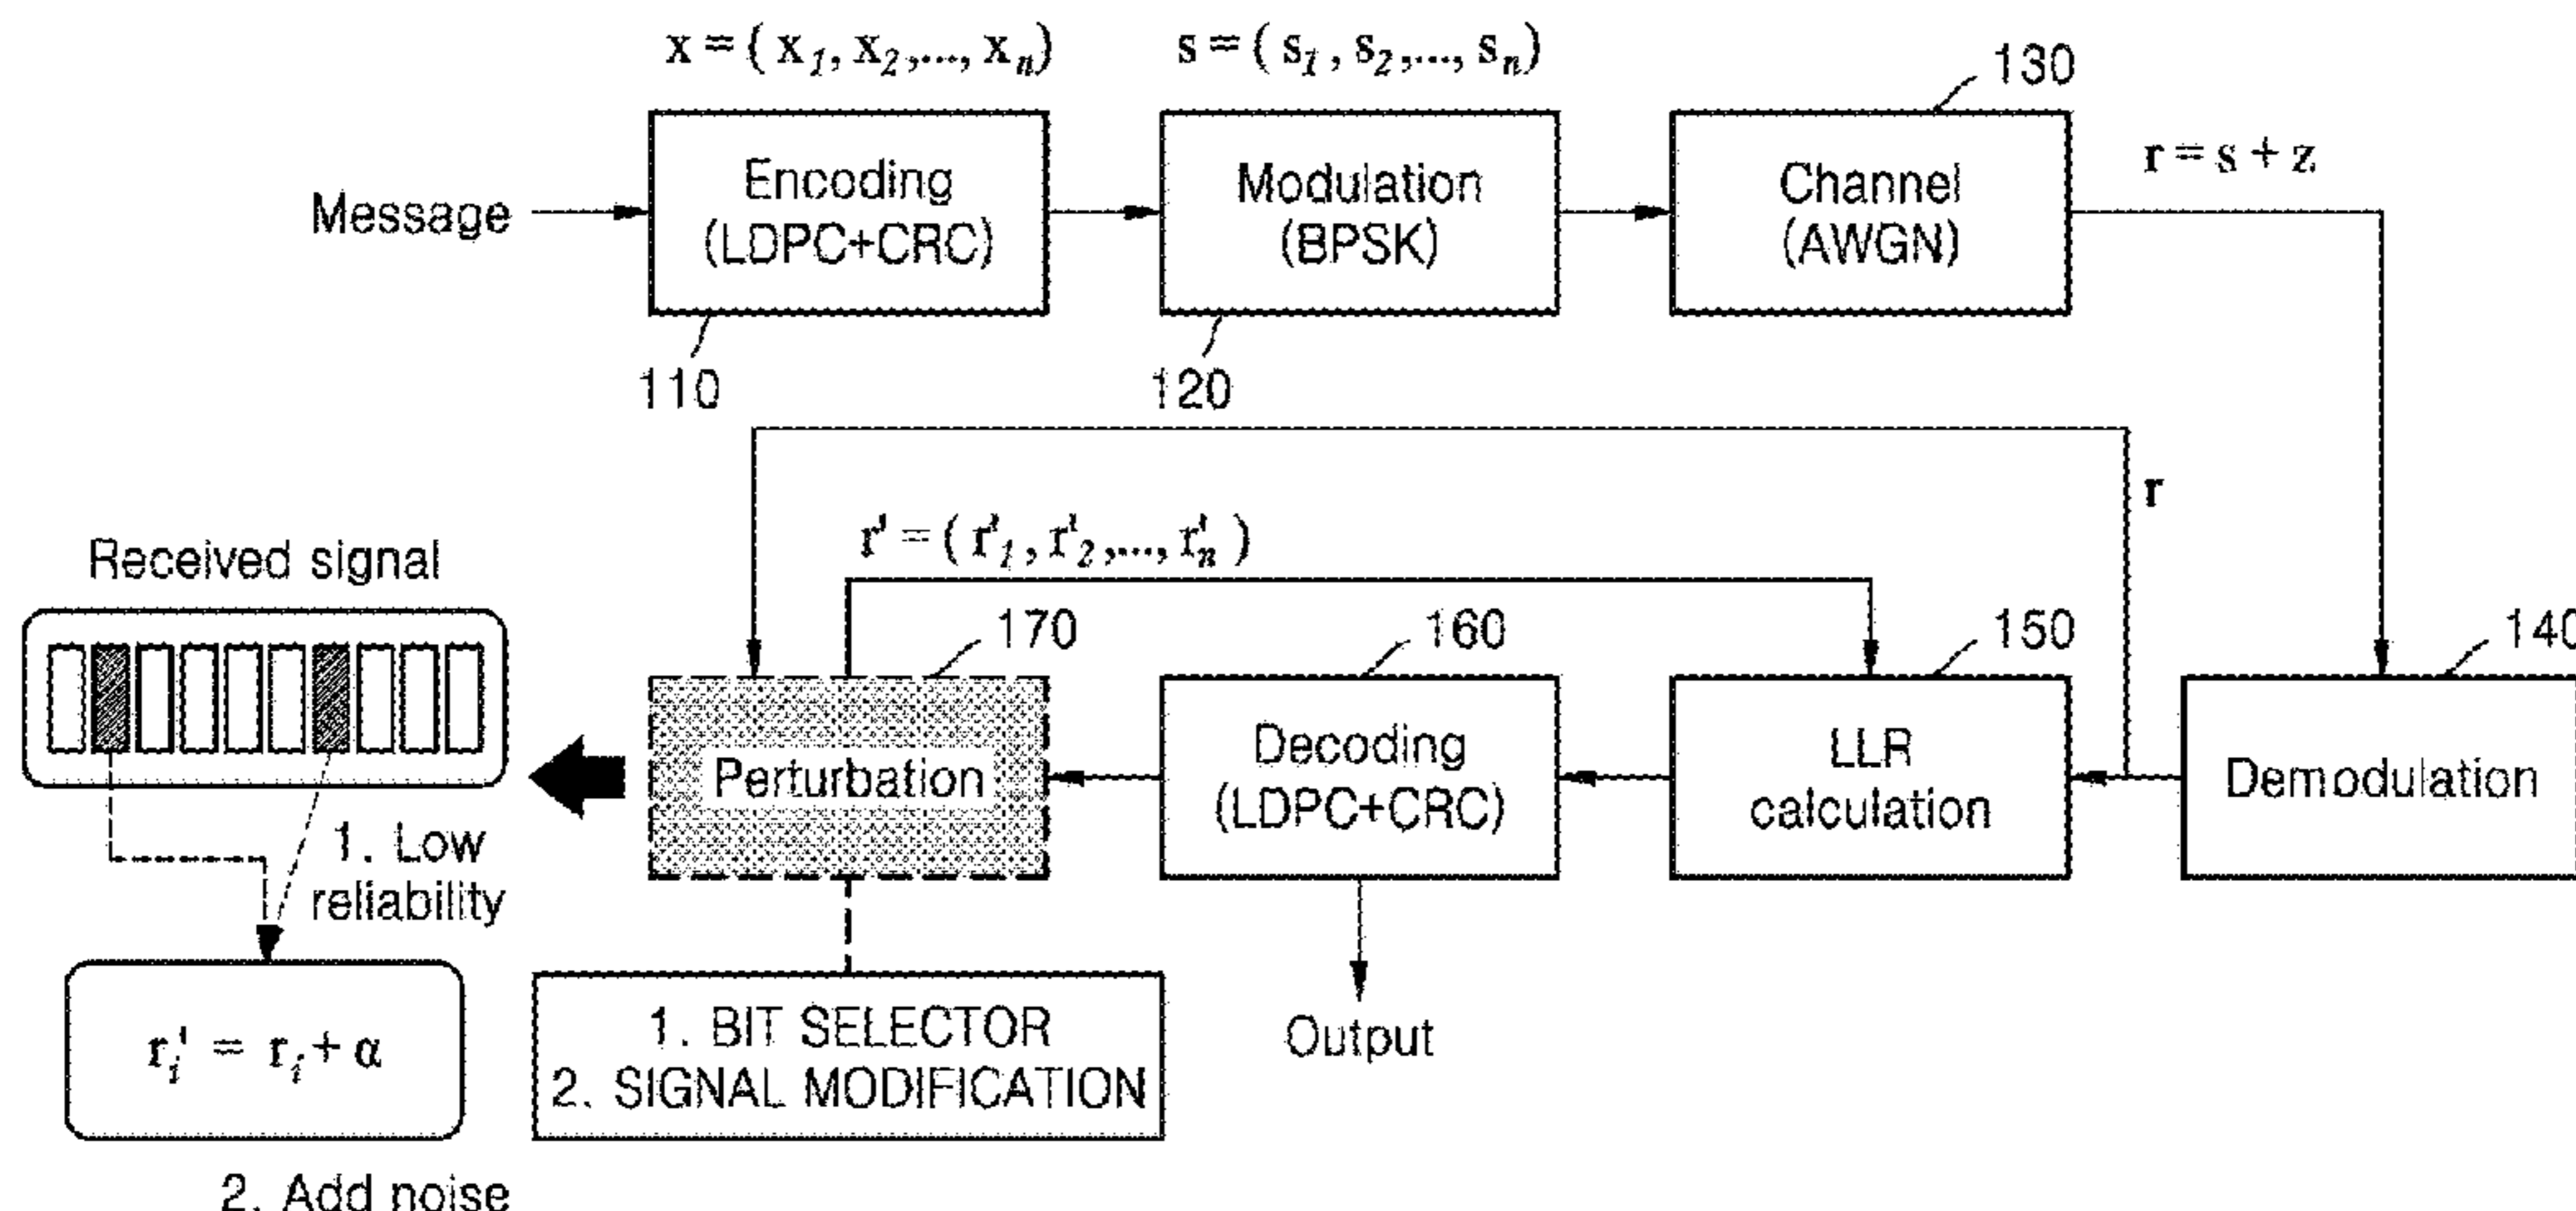 x = ( x1, x2,..., xn)
s = ( s1, s2,..., sn)
130
r = s + z
Message
Encoding
(LDPC+CRC)
Modulation
(BPSK)
Channel
(AWGN)
110
120
r
r' = ( r'1, r'2,..., r'n )
Received signal
170
160
150
140
Perturbation
Decoding
(LDPC+CRC)
LLR
calculation
Demodulation
1. Low
reliability
ri' = ri + α
1. BIT SELECTOR
2. SIGNAL MODIFICATION
Output
2. Add noise